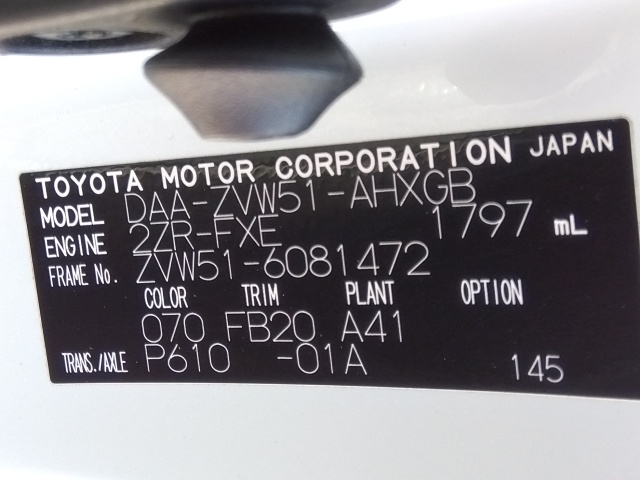 TOYOTA MOTOR CORPORATION JAPAN
MODEL DAA-ZVW51-AHXGB
ENGINE 2ZR-FXE 1797 mL
FRAME No. ZVW51-6081472
COLOR TRIM PLANT OPTION
070 FB20 A41
TRANS./AXLE P610 -01A 145